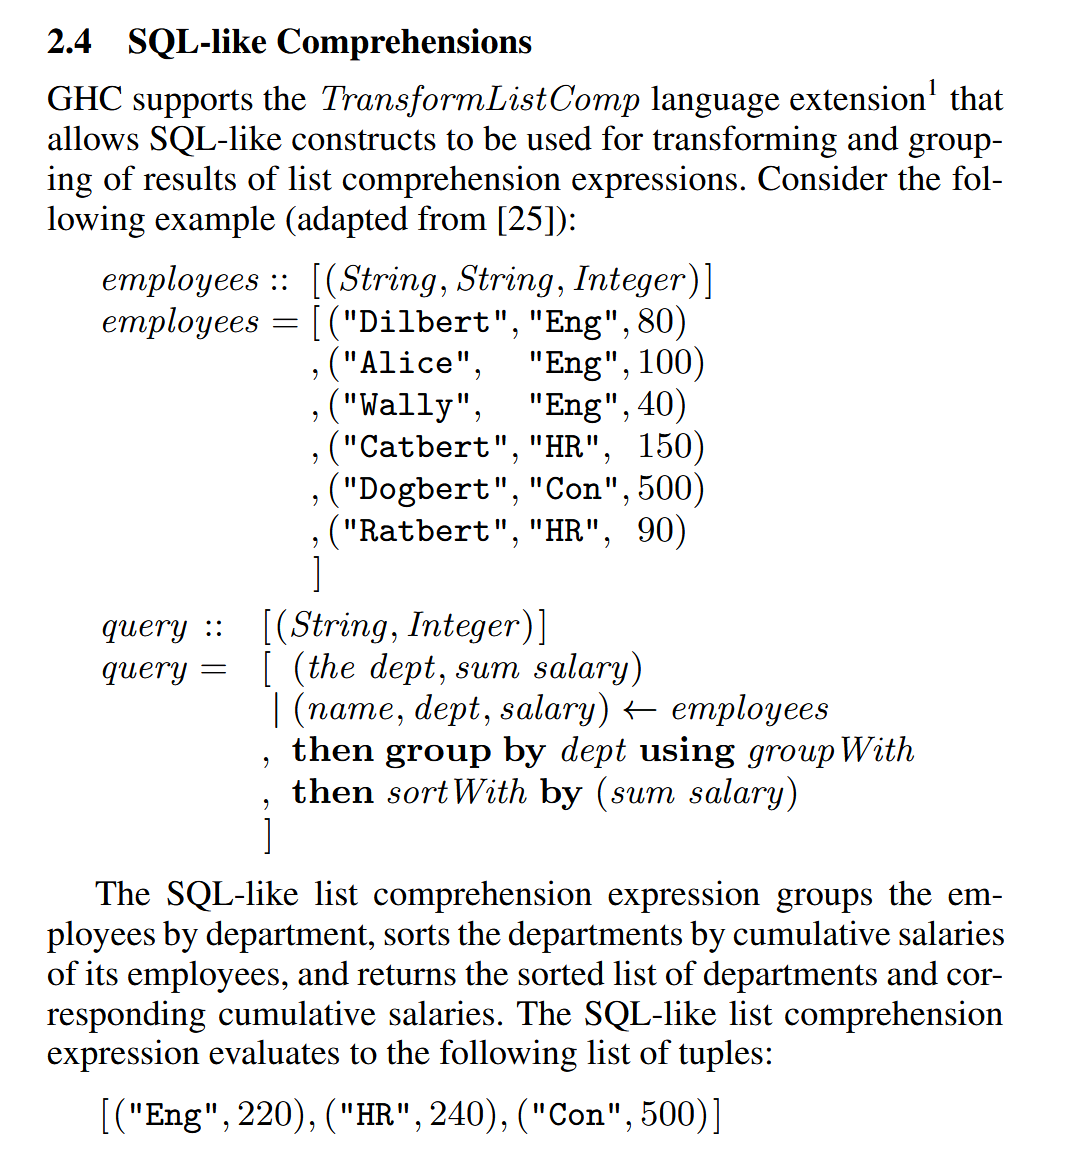 2.4 SQL-like Comprehensions
GHC supports the TransformListComp language extension¹ that
allows SQL-like constructs to be used for transforming and group-
ing of results of list comprehension expressions. Consider the fol-
lowing example (adapted from [25]):
employees :: [(String, String, Integer)]
employees = [("Dilbert", "Eng", 80)
,("Alice", "Eng", 100)
,("Wally", "Eng", 40)
,("Catbert", "HR", 150)
,("Dogbert", "Con", 500)
,("Ratbert", "HR", 90)
]
query :: [(String, Integer)]
query = [ (the dept, sum salary)
| (name, dept, salary) ← employees
, then group by dept using groupWith
, then sortWith by (sum salary)
]
The SQL-like list comprehension expression groups the em-
ployees by department, sorts the departments by cumulative salaries
of its employees, and returns the sorted list of departments and cor-
responding cumulative salaries. The SQL-like list comprehension
expression evaluates to the following list of tuples:
[("Eng", 220), ("HR", 240), ("Con", 500)]